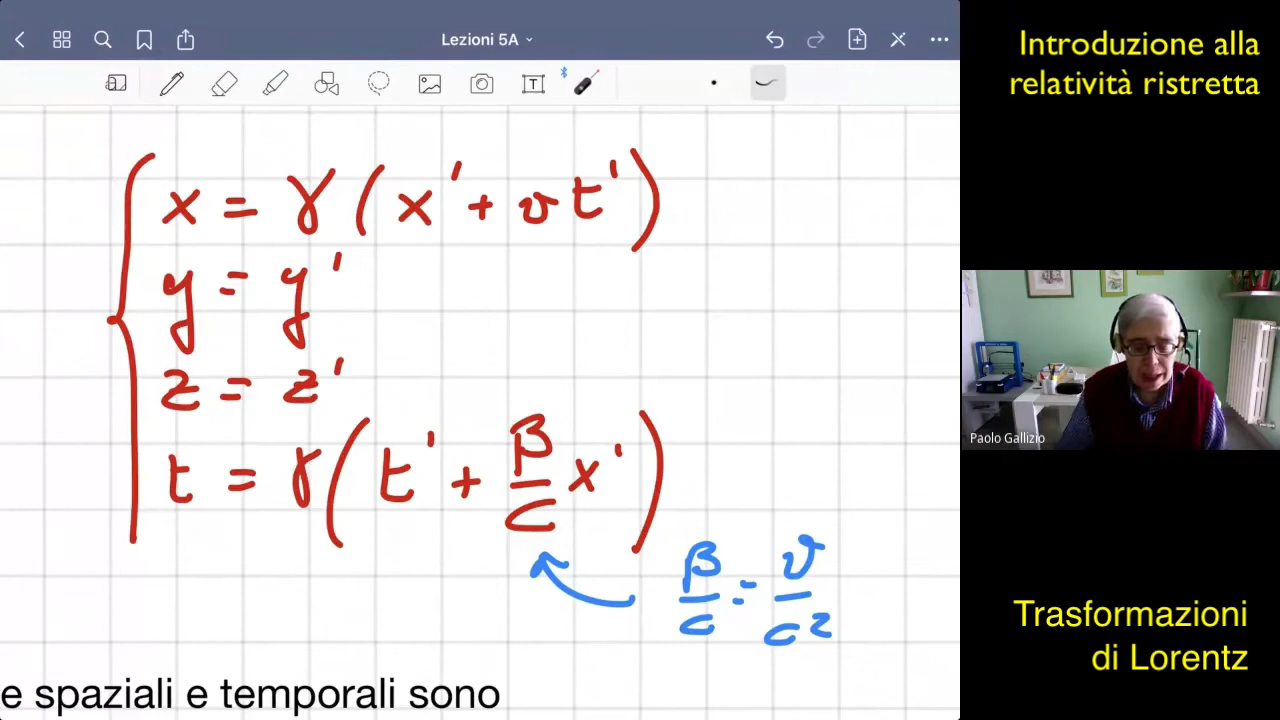 Lezioni 5A
T
x = γ (x' + vt')
y = y'
z = z'
t = γ (t' + β/c x')
β/c = v/c²
e spaziali e temporali sono
Introduzione alla
relatività ristretta
Paolo Gallizio
Trasformazioni
di Lorentz